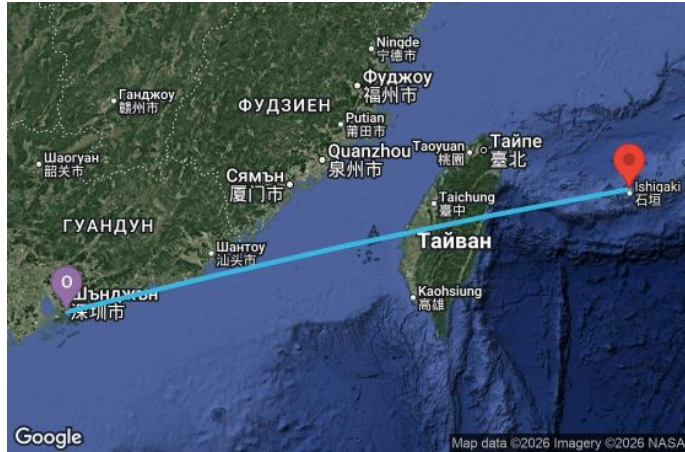 Ningde
宁德市
Ганджоу
赣州市
Фуджоу
福州市
ФУДЗИЕН
Putian
莆田市
Шаогуан
韶关市
Quanzhou
泉州市
Taoyuan
桃園
Тайпе
臺北
Сямън
厦门市
Ishigaki
石垣
Taichung
臺中
ГУАНДУН
Шантоу
汕头市
Тайван
O
Шънджън
深圳市
Kaohsiung
高雄
Google
Map data ©2026 Imagery ©2026 NASA